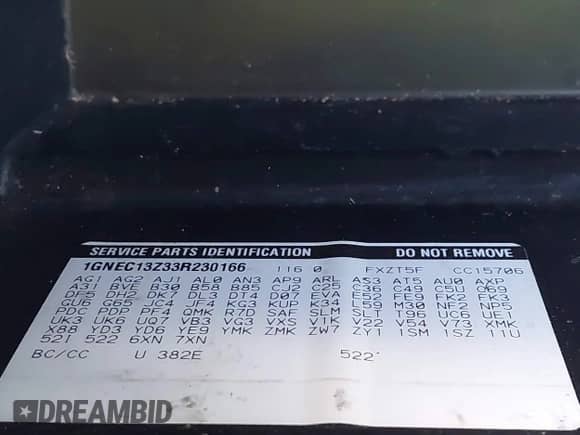 SERVICE PARTS IDENTIFICATION DO NOT REMOVE
1GNEC13Z33R230166 116 0 FXZT5F CC15706
AG1 AG2 AJ1 AL0 AN3 AP9 ARL AS3 AT5 AU0 AXP
A31 BVE B30 B58 B85 CJ2 C25 C36 C49 C5U C69
DF5 DH2 DK7 DL3 DT4 D07 EVA E52 FE9 FK2 FK3
GU6 G65 JC4 JF4 KG3 KUP K34 L59 M30 NF2 NP5
PDC PDP PF4 QMK R7D SAF SLM SLT T96 UC6 UE1
UK3 UK6 UQ7 VB3 VG3 VXS V1K V22 V54 V73 XMK
X88 YD3 YD6 YE9 YMK ZMK ZW7 ZY1 1SM 1SZ 11U
52I 522 6XN 7XN
BC/CC U 382E 522
DREAMBID